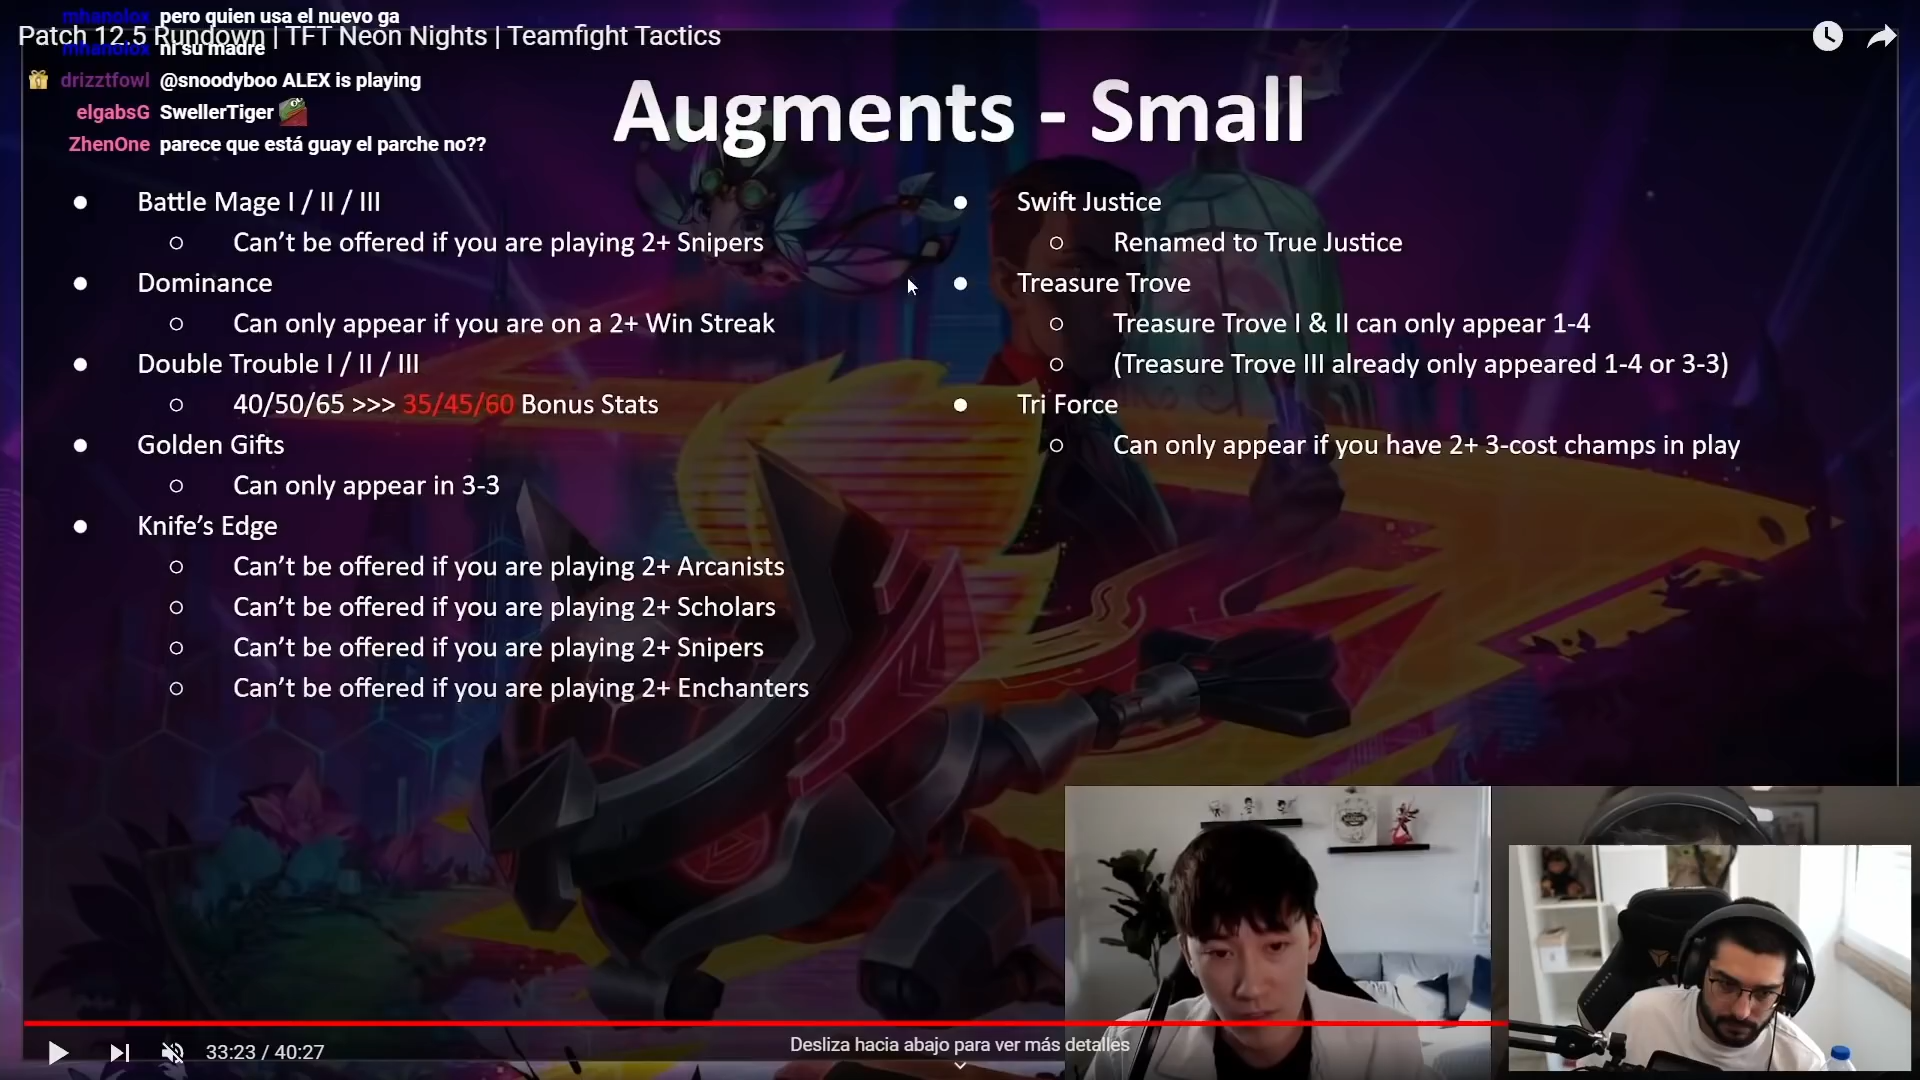 mhanolox pero quien usa el nuevo ga
Patch 12.5 Rundown | TFT Neon Nights | Teamfight Tactics
mhanolox ni su madre
drizztfowl @snoodyboo ALEX is playing
elgabsG SwellerTiger
ZhenOne parece que está guay el parche no??
Augments - Small
Battle Mage I / II / III
Can't be offered if you are playing 2+ Snipers
Dominance
Can only appear if you are on a 2+ Win Streak
Double Trouble I / II / III
40/50/65 >>> 35/45/60 Bonus Stats
Golden Gifts
Can only appear in 3-3
Knife's Edge
Can't be offered if you are playing 2+ Arcanists
Can't be offered if you are playing 2+ Scholars
Can't be offered if you are playing 2+ Snipers
Can't be offered if you are playing 2+ Enchanters
Swift Justice
Renamed to True Justice
Treasure Trove
Treasure Trove I & II can only appear 1-4
(Treasure Trove III already only appeared 1-4 or 3-3)
Tri Force
Can only appear if you have 2+ 3-cost champs in play
33:23 / 40:27
Desliza hacia abajo para ver más detalles